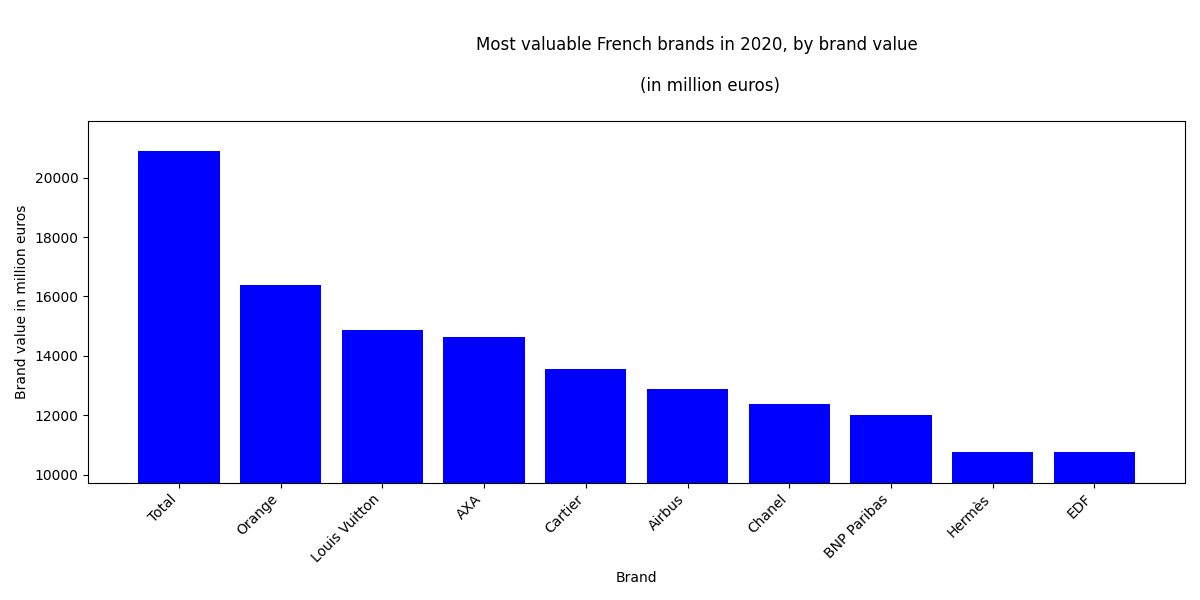 Most valuable French brands in 2020, by brand value
(in million euros)
Brand value in million euros
20000
18000
16000
14000
12000
10000
Total
Orange
Louis Vuitton
AXA
Cartier
Airbus
Chanel
BNP Paribas
Hermès
EDF
Brand